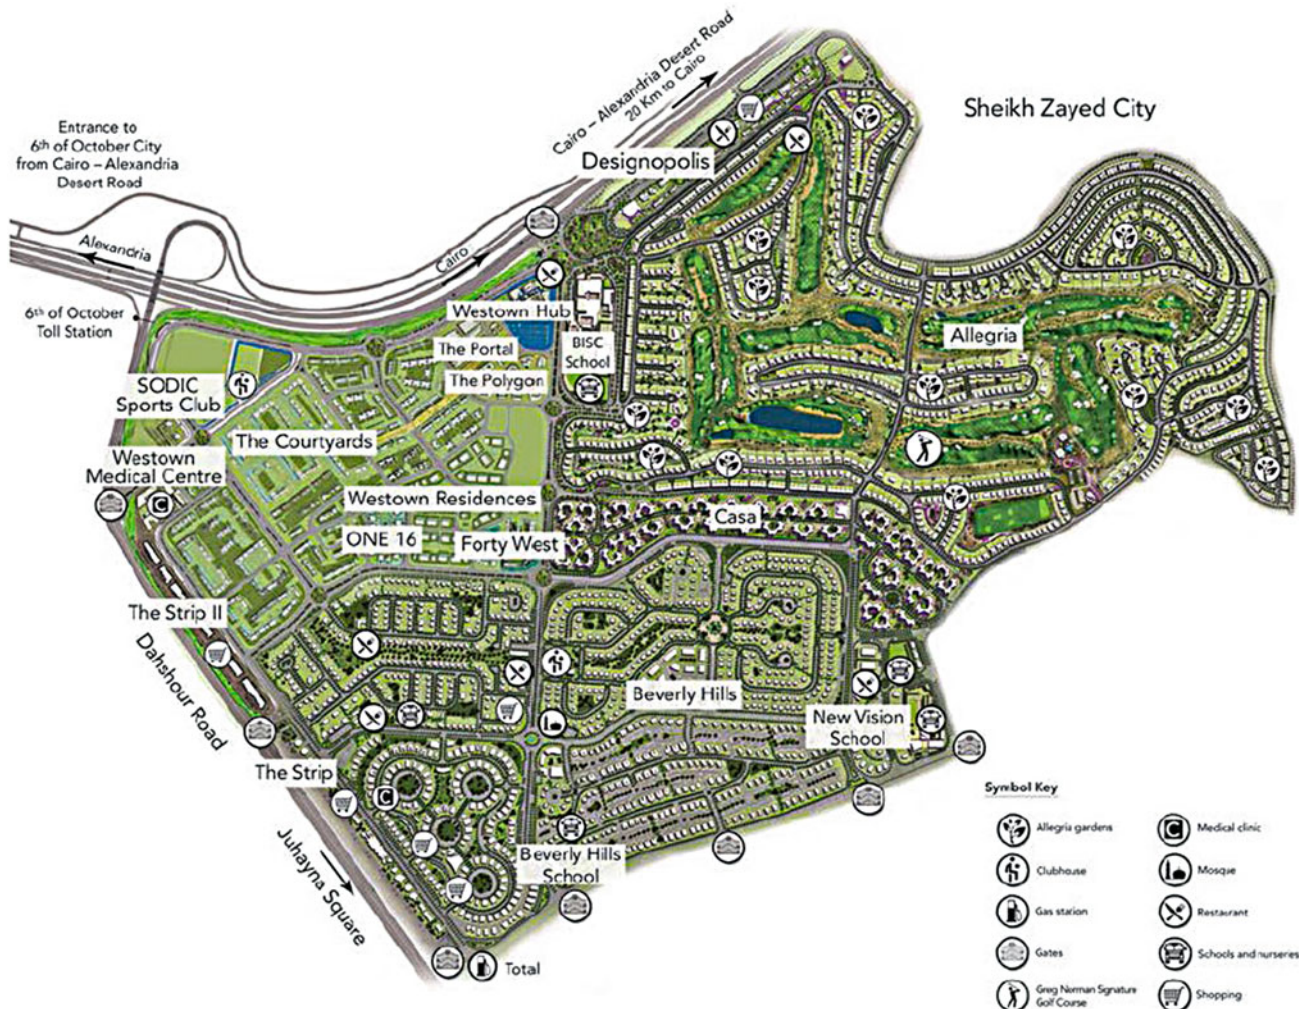 Cairo – Alexandria Desert Road
20 Km to Cairo
Sheikh Zayed City
Entrance to
6th of October City
from Cairo – Alexandria
Desert Road
Designopolis
Alexandria
Cairo
6th of October
Toll Station
Westown Hub
The Portal
BISC
School
Allegria
The Polygon
SODIC
Sports Club
The Courtyards
Westown
Medical Centre
Westown Residences
Casa
ONE 16
Forty West
The Strip II
Dahshour Road
Beverly Hills
New Vision
School
The Strip
Juhayna Square
Beverly Hills
School
Total
Symbol Key
Allegria gardens
Clubhouse
Gas station
Gates
Greg Norman Signature
Golf Course
Medical clinic
Mosque
Restaurant
Schools and nurseries
Shopping